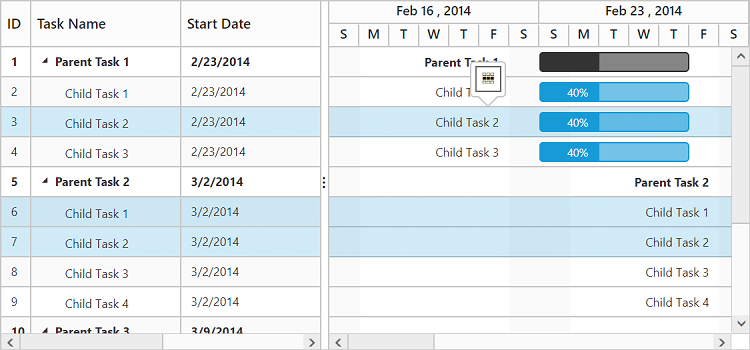 ID Task Name Start Date
1 Parent Task 1 2/23/2014
2 Child Task 1 2/23/2014
3 Child Task 2 2/23/2014
4 Child Task 3 2/23/2014
5 Parent Task 2 3/2/2014
6 Child Task 1 3/2/2014
7 Child Task 2 3/2/2014
8 Child Task 3 3/2/2014
9 Child Task 4 3/2/2014
10 Parent Task 3 3/9/2014
Feb 16 , 2014 Feb 23 , 2014
S M T W T F S S M T W T F S
Parent Task 1
Child Task 1 40%
Child Task 2 40%
Child Task 3 40%
Parent Task 2
Child Task 1
Child Task 2
Child Task 3
Child Task 4